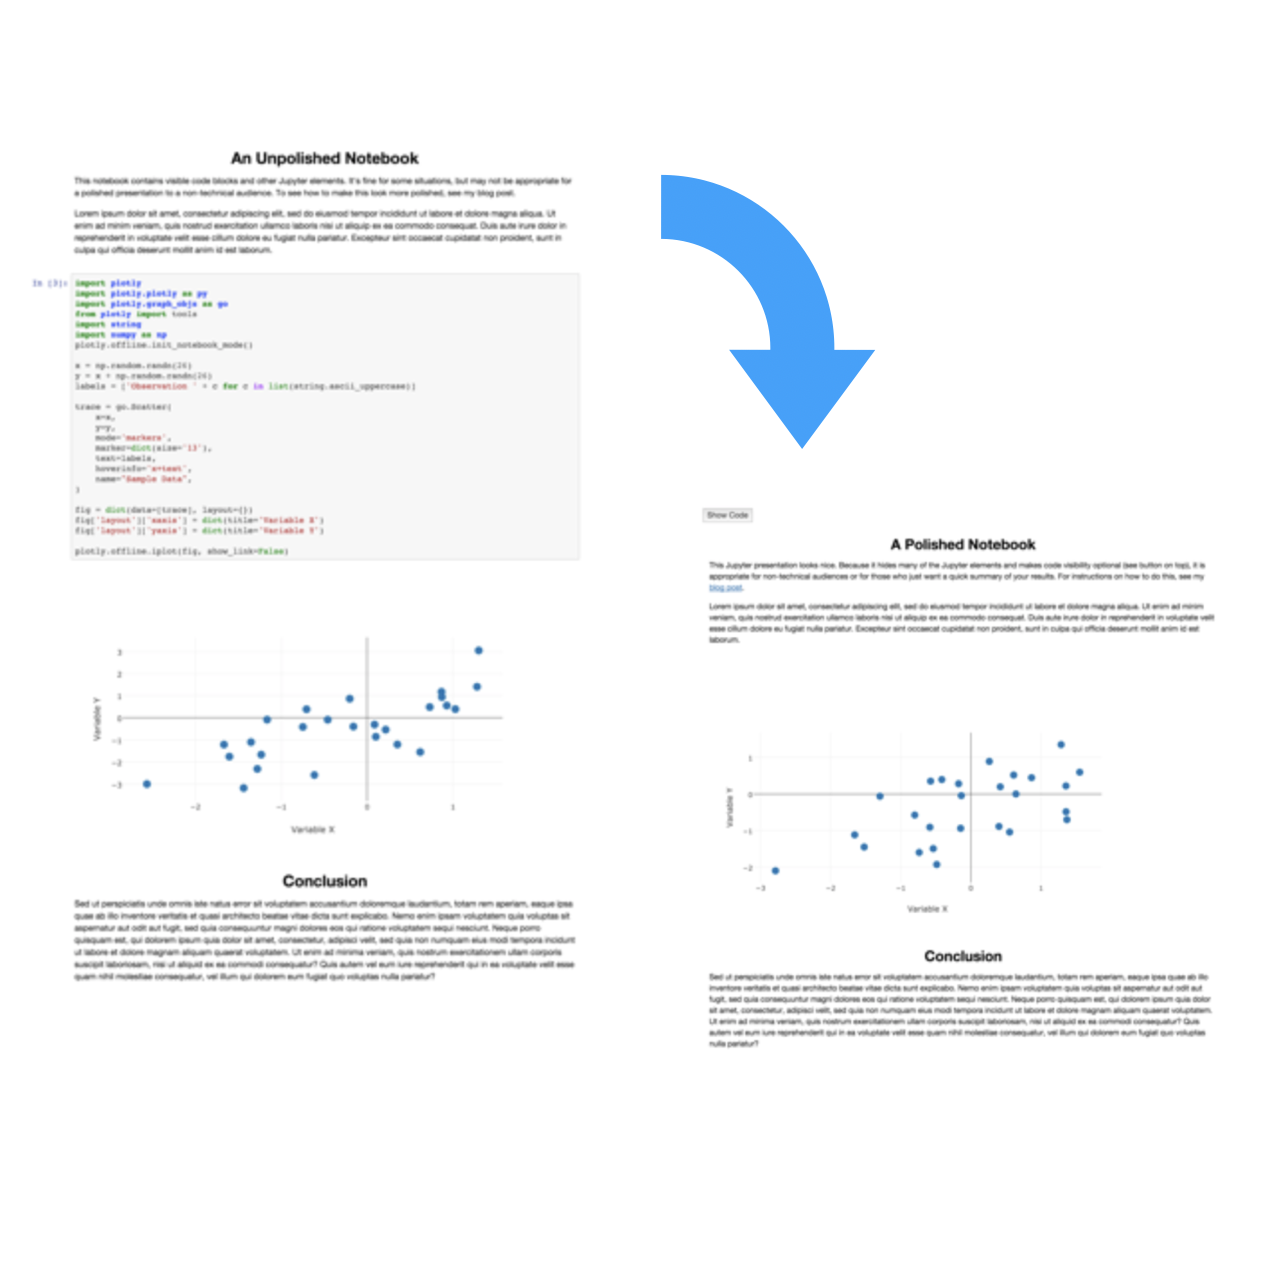 An Unpolished Notebook
This notebook contains visible code blocks and other Jupyter elements. It's fine for some situations, but may not be appropriate for
a polished presentation to a non-technical audience. To see how to make this look more polished, see my blog post.
Lorem ipsum dolor sit amet, consectetur adipiscing elit, sed do eiusmod tempor incididunt ut labore et dolore magna aliqua. Ut
enim ad minim veniam, quis nostrud exercitation ullamco laboris nisi ut aliquip ex ea commodo consequat. Duis aute irure dolor in
reprehenderit in voluptate velit esse cillum dolore eu fugiat nulla pariatur. Excepteur sint occaecat cupidatat non proident, sunt in
culpa qui officia deserunt mollit anim id est laborum.
In [3]:
import plotly
import plotly.plotly as py
import plotly.graph_objs as go
from plotly import tools
import string
import numpy as np
plotly.offline.init_notebook_mode()
x = np.random.randn(26)
y = x + np.random.randn(26)
labels = ['Observation ' + c for c in list(string.ascii_uppercase)]
trace = go.Scatter(
x=x,
y=y,
mode='markers',
marker=dict(size='13'),
text=labels,
hoverinfo='x+text',
name="Sample Data",
)
fig = dict(data=[trace], layout={})
fig['layout']['xaxis'] = dict(title='Variable X')
fig['layout']['yaxis'] = dict(title='Variable Y')
plotly.offline.iplot(fig, show_link=False)
3
2
1
0
−1
−2
−3
Variable Y
−2 −1 0 1
Variable X
Conclusion
Sed ut perspiciatis unde omnis iste natus error sit voluptatem accusantium doloremque laudantium, totam rem aperiam, eaque ipsa
quae ab illo inventore veritatis et quasi architecto beatae vitae dicta sunt explicabo. Nemo enim ipsam voluptatem quia voluptas sit
aspernatur aut odit aut fugit, sed quia consequuntur magni dolores eos qui ratione voluptatem sequi nesciunt. Neque porro
quisquam est, qui dolorem ipsum quia dolor sit amet, consectetur, adipisci velit, sed quia non numquam eius modi tempora incidunt
ut labore et dolore magnam aliquam quaerat voluptatem. Ut enim ad minima veniam, quis nostrum exercitationem ullam corporis
suscipit laboriosam, nisi ut aliquid ex ea commodi consequatur? Quis autem vel eum iure reprehenderit qui in ea voluptate velit esse
quam nihil molestiae consequatur, vel illum qui dolorem eum fugiat quo voluptas nulla pariatur?
Show Code
A Polished Notebook
This Jupyter presentation looks nice. Because it hides many of the Jupyter elements and makes code visibility optional (see button on top), it is
appropriate for non-technical audiences or for those who just want a quick summary of your results. For instructions on how to do this, see my
blog post.
Lorem ipsum dolor sit amet, consectetur adipiscing elit, sed do eiusmod tempor incididunt ut labore et dolore magna aliqua. Ut enim ad minim
veniam, quis nostrud exercitation ullamco laboris nisi ut aliquip ex ea commodo consequat. Duis aute irure dolor in reprehenderit in voluptate velit
esse cillum dolore eu fugiat nulla pariatur. Excepteur sint occaecat cupidatat non proident, sunt in culpa qui officia deserunt mollit anim id est
laborum.
1
0
−1
−2
Variable Y
−3 −2 −1 0 1
Variable X
Conclusion
Sed ut perspiciatis unde omnis iste natus error sit voluptatem accusantium doloremque laudantium, totam rem aperiam, eaque ipsa quae ab illo
inventore veritatis et quasi architecto beatae vitae dicta sunt explicabo. Nemo enim ipsam voluptatem quia voluptas sit aspernatur aut odit aut
fugit, sed quia consequuntur magni dolores eos qui ratione voluptatem sequi nesciunt. Neque porro quisquam est, qui dolorem ipsum quia dolor
sit amet, consectetur, adipisci velit, sed quia non numquam eius modi tempora incidunt ut labore et dolore magnam aliquam quaerat voluptatem.
Ut enim ad minima veniam, quis nostrum exercitationem ullam corporis suscipit laboriosam, nisi ut aliquid ex ea commodi consequatur? Quis
autem vel eum iure reprehenderit qui in ea voluptate velit esse quam nihil molestiae consequatur, vel illum qui dolorem eum fugiat quo voluptas
nulla pariatur?